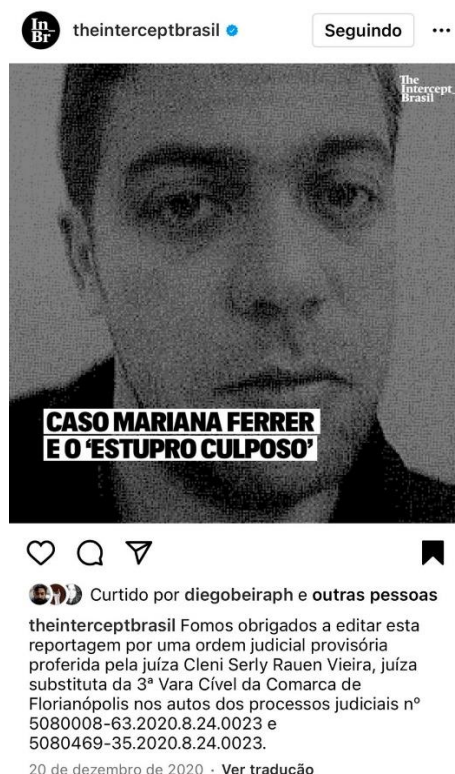 In_
Br
theinterceptbrasil
Seguindo
The
Intercept_
Brasil
CASO MARIANA FERRER
E O ‘ESTUPRO CULPOSO’
Curtido por diegobeiraph e outras pessoas
theinterceptbrasil Fomos obrigados a editar esta
reportagem por uma ordem judicial provisória
proferida pela juíza Cleni Serly Rauen Vieira, juíza
substituta da 3ª Vara Cível da Comarca de
Florianópolis nos autos dos processos judiciais nº
5080008-63.2020.8.24.0023 e
5080469-35.2020.8.24.0023.
20 de dezembro de 2020 · Ver tradução